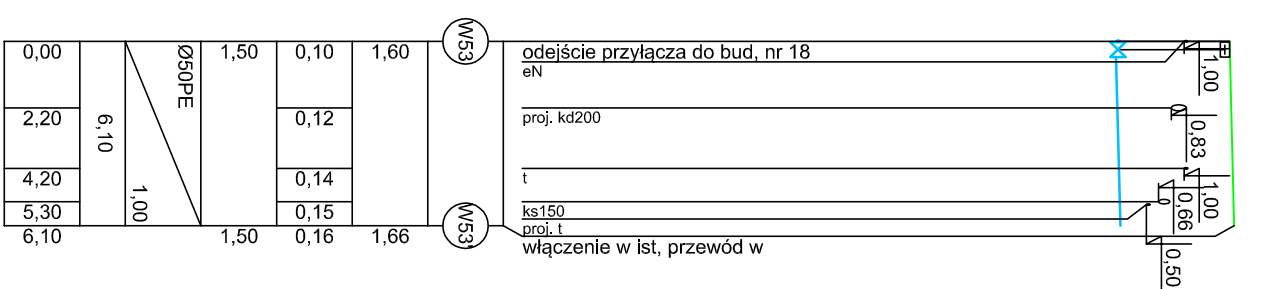 0,00
2,20
4,20
5,30
6,10
6,10
Ø50PE
1,00
1,50
1,50
0,10
0,12
0,14
0,15
0,16
1,60
1,66
W53
W53'
odejście przyłącza do bud, nr 18
eN
proj. kd200
t
ks150
proj. t
włączenie w ist, przewód w
1,00
0,83
1,00
0,66
0,50